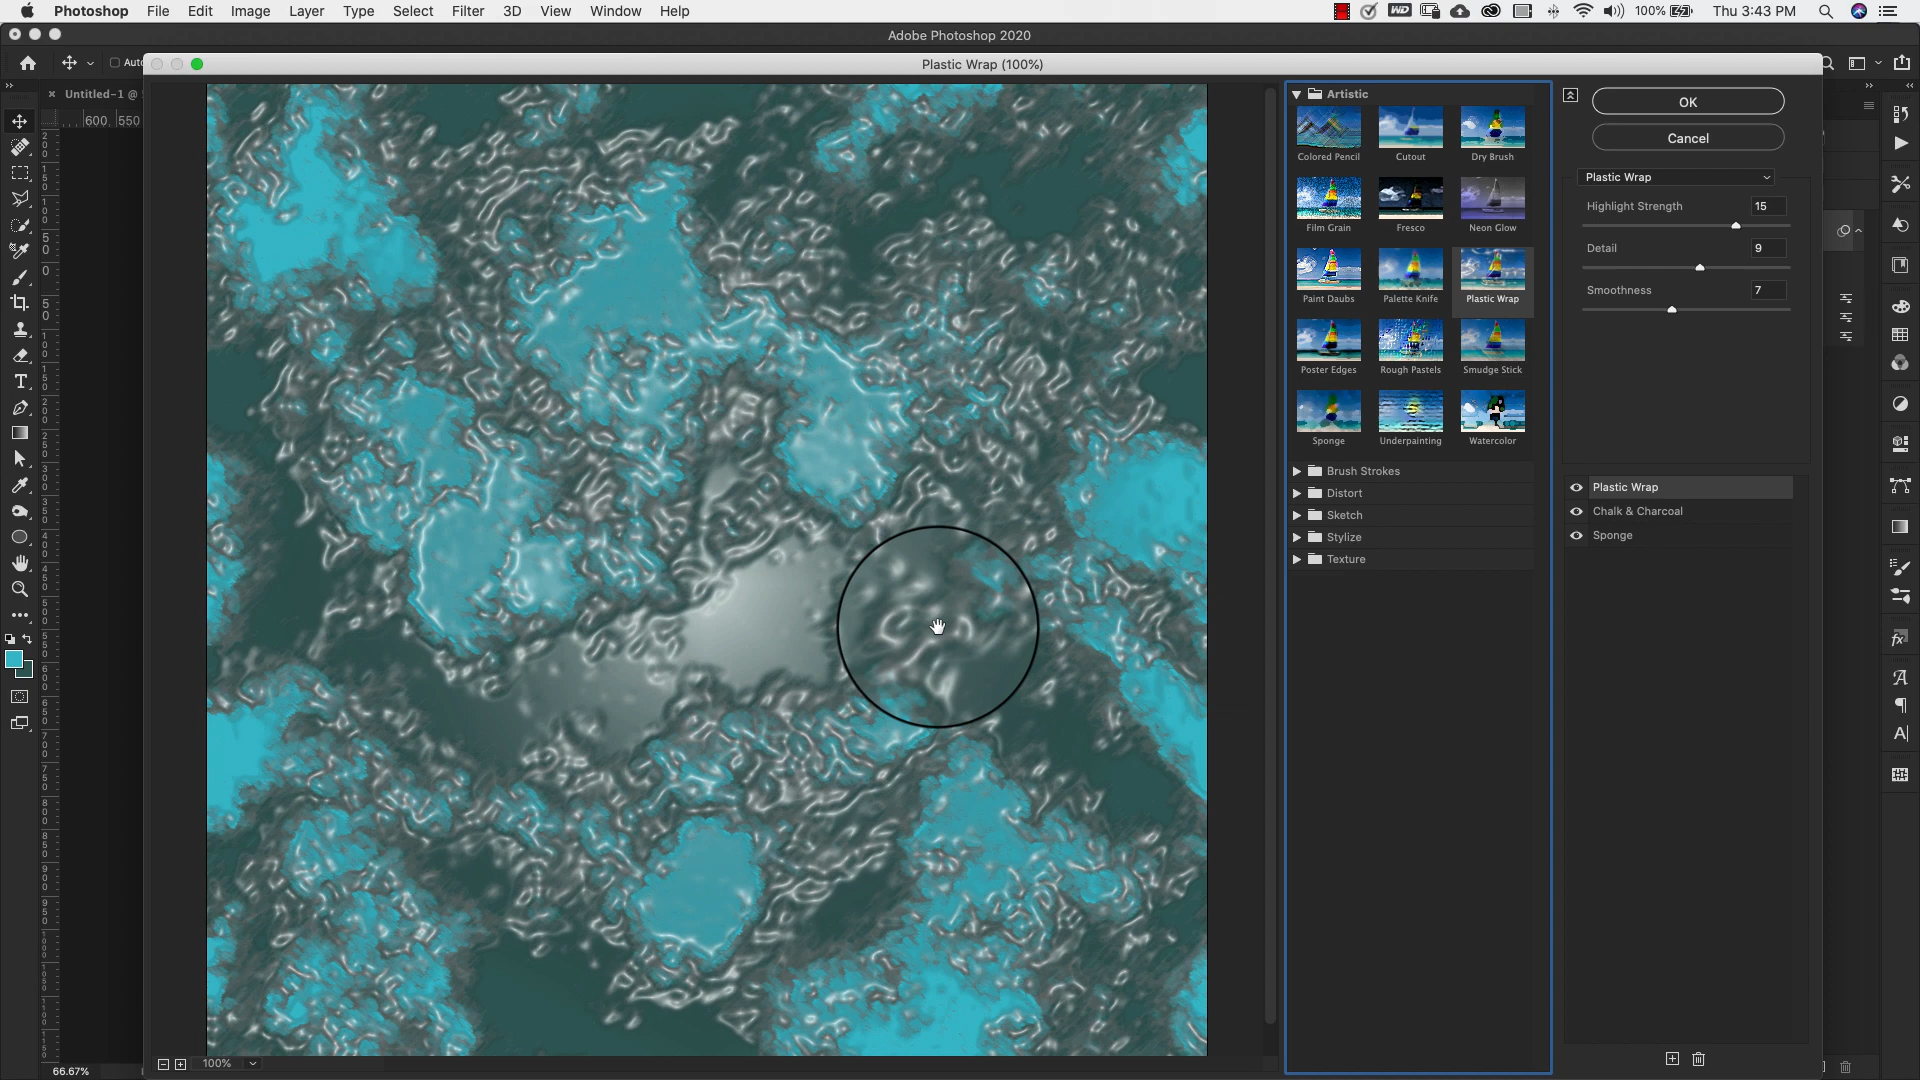 Photoshop File Edit Image Layer Type Select Filter 3D View Window Help 100% Thu 3:43 PM
Adobe Photoshop 2020
Plastic Wrap (100%)
Untitled-1 @
600 550
Artistic
Colored Pencil Cutout Dry Brush
Film Grain Fresco Neon Glow
Paint Daubs Palette Knife Plastic Wrap
Poster Edges Rough Pastels Smudge Stick
Sponge Underpainting Watercolor
Brush Strokes
Distort
Sketch
Stylize
Texture
OK
Cancel
Plastic Wrap
Highlight Strength 15
Detail 9
Smoothness 7
Plastic Wrap
Chalk & Charcoal
Sponge
100%
66.67%